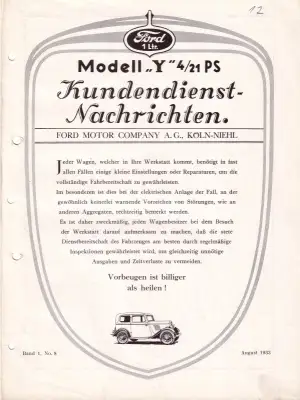 12
Ford
1 Ltr.
Modell „Y" 4/21 PS
Kundendienst-
Nachrichten.
FORD MOTOR COMPANY A. G., KÖLN-NIEHL
Jeder Wagen, welcher in Ihre Werkstatt kommt, benötigt in fast
allen Fällen einige kleine Einstellungen oder Reparaturen, um die
vollständige Fahrbereitschaft zu gewährleisten.
Im besonderen ist dies bei der elektrischen Anlage der Fall, an der
gewöhnlich keinerlei warnende Vorzeichen von Störungen, wie an
anderen Aggregaten, rechtzeitig bemerkt werden.
Es ist daher zweckmäßig, jeden Wagenbesitzer bei dem Besuch
der Werkstatt darauf aufmerksam zu machen, daß die stete
Dienstbereitschaft des Fahrzeuges am besten durch regelmäßige
Inspektionen gewährleistet wird, um gleichzeitig unnötige
Ausgaben und Zeitverluste zu vermeiden.
Vorbeugen ist billiger
als heilen!
Band 1, No. 8
August 1933